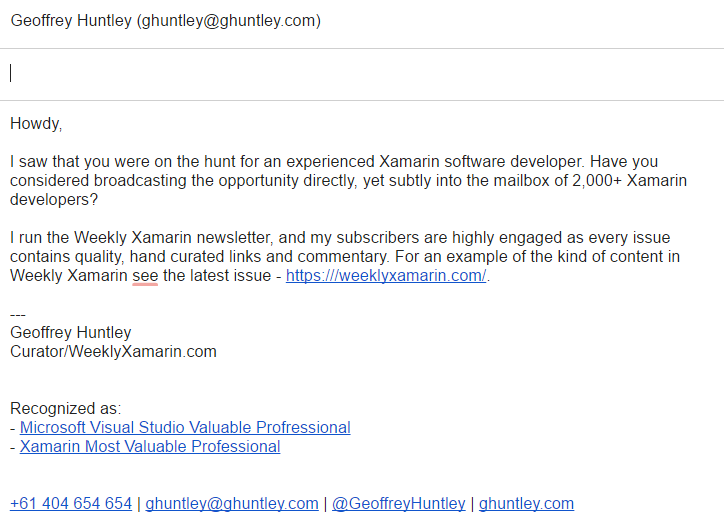 Geoffrey Huntley (ghuntley@ghuntley.com)
Howdy,
I saw that you were on the hunt for an experienced Xamarin software developer. Have you
considered broadcasting the opportunity directly, yet subtly into the mailbox of 2,000+ Xamarin
developers?
I run the Weekly Xamarin newsletter, and my subscribers are highly engaged as every issue
contains quality, hand curated links and commentary. For an example of the kind of content in
Weekly Xamarin see the latest issue - https:///weeklyxamarin.com/.
---
Geoffrey Huntley
Curator/WeeklyXamarin.com
Recognized as:
- Microsoft Visual Studio Valuable Profressional
- Xamarin Most Valuable Professional
+61 404 654 654 | ghuntley@ghuntley.com | @GeoffreyHuntley | ghuntley.com